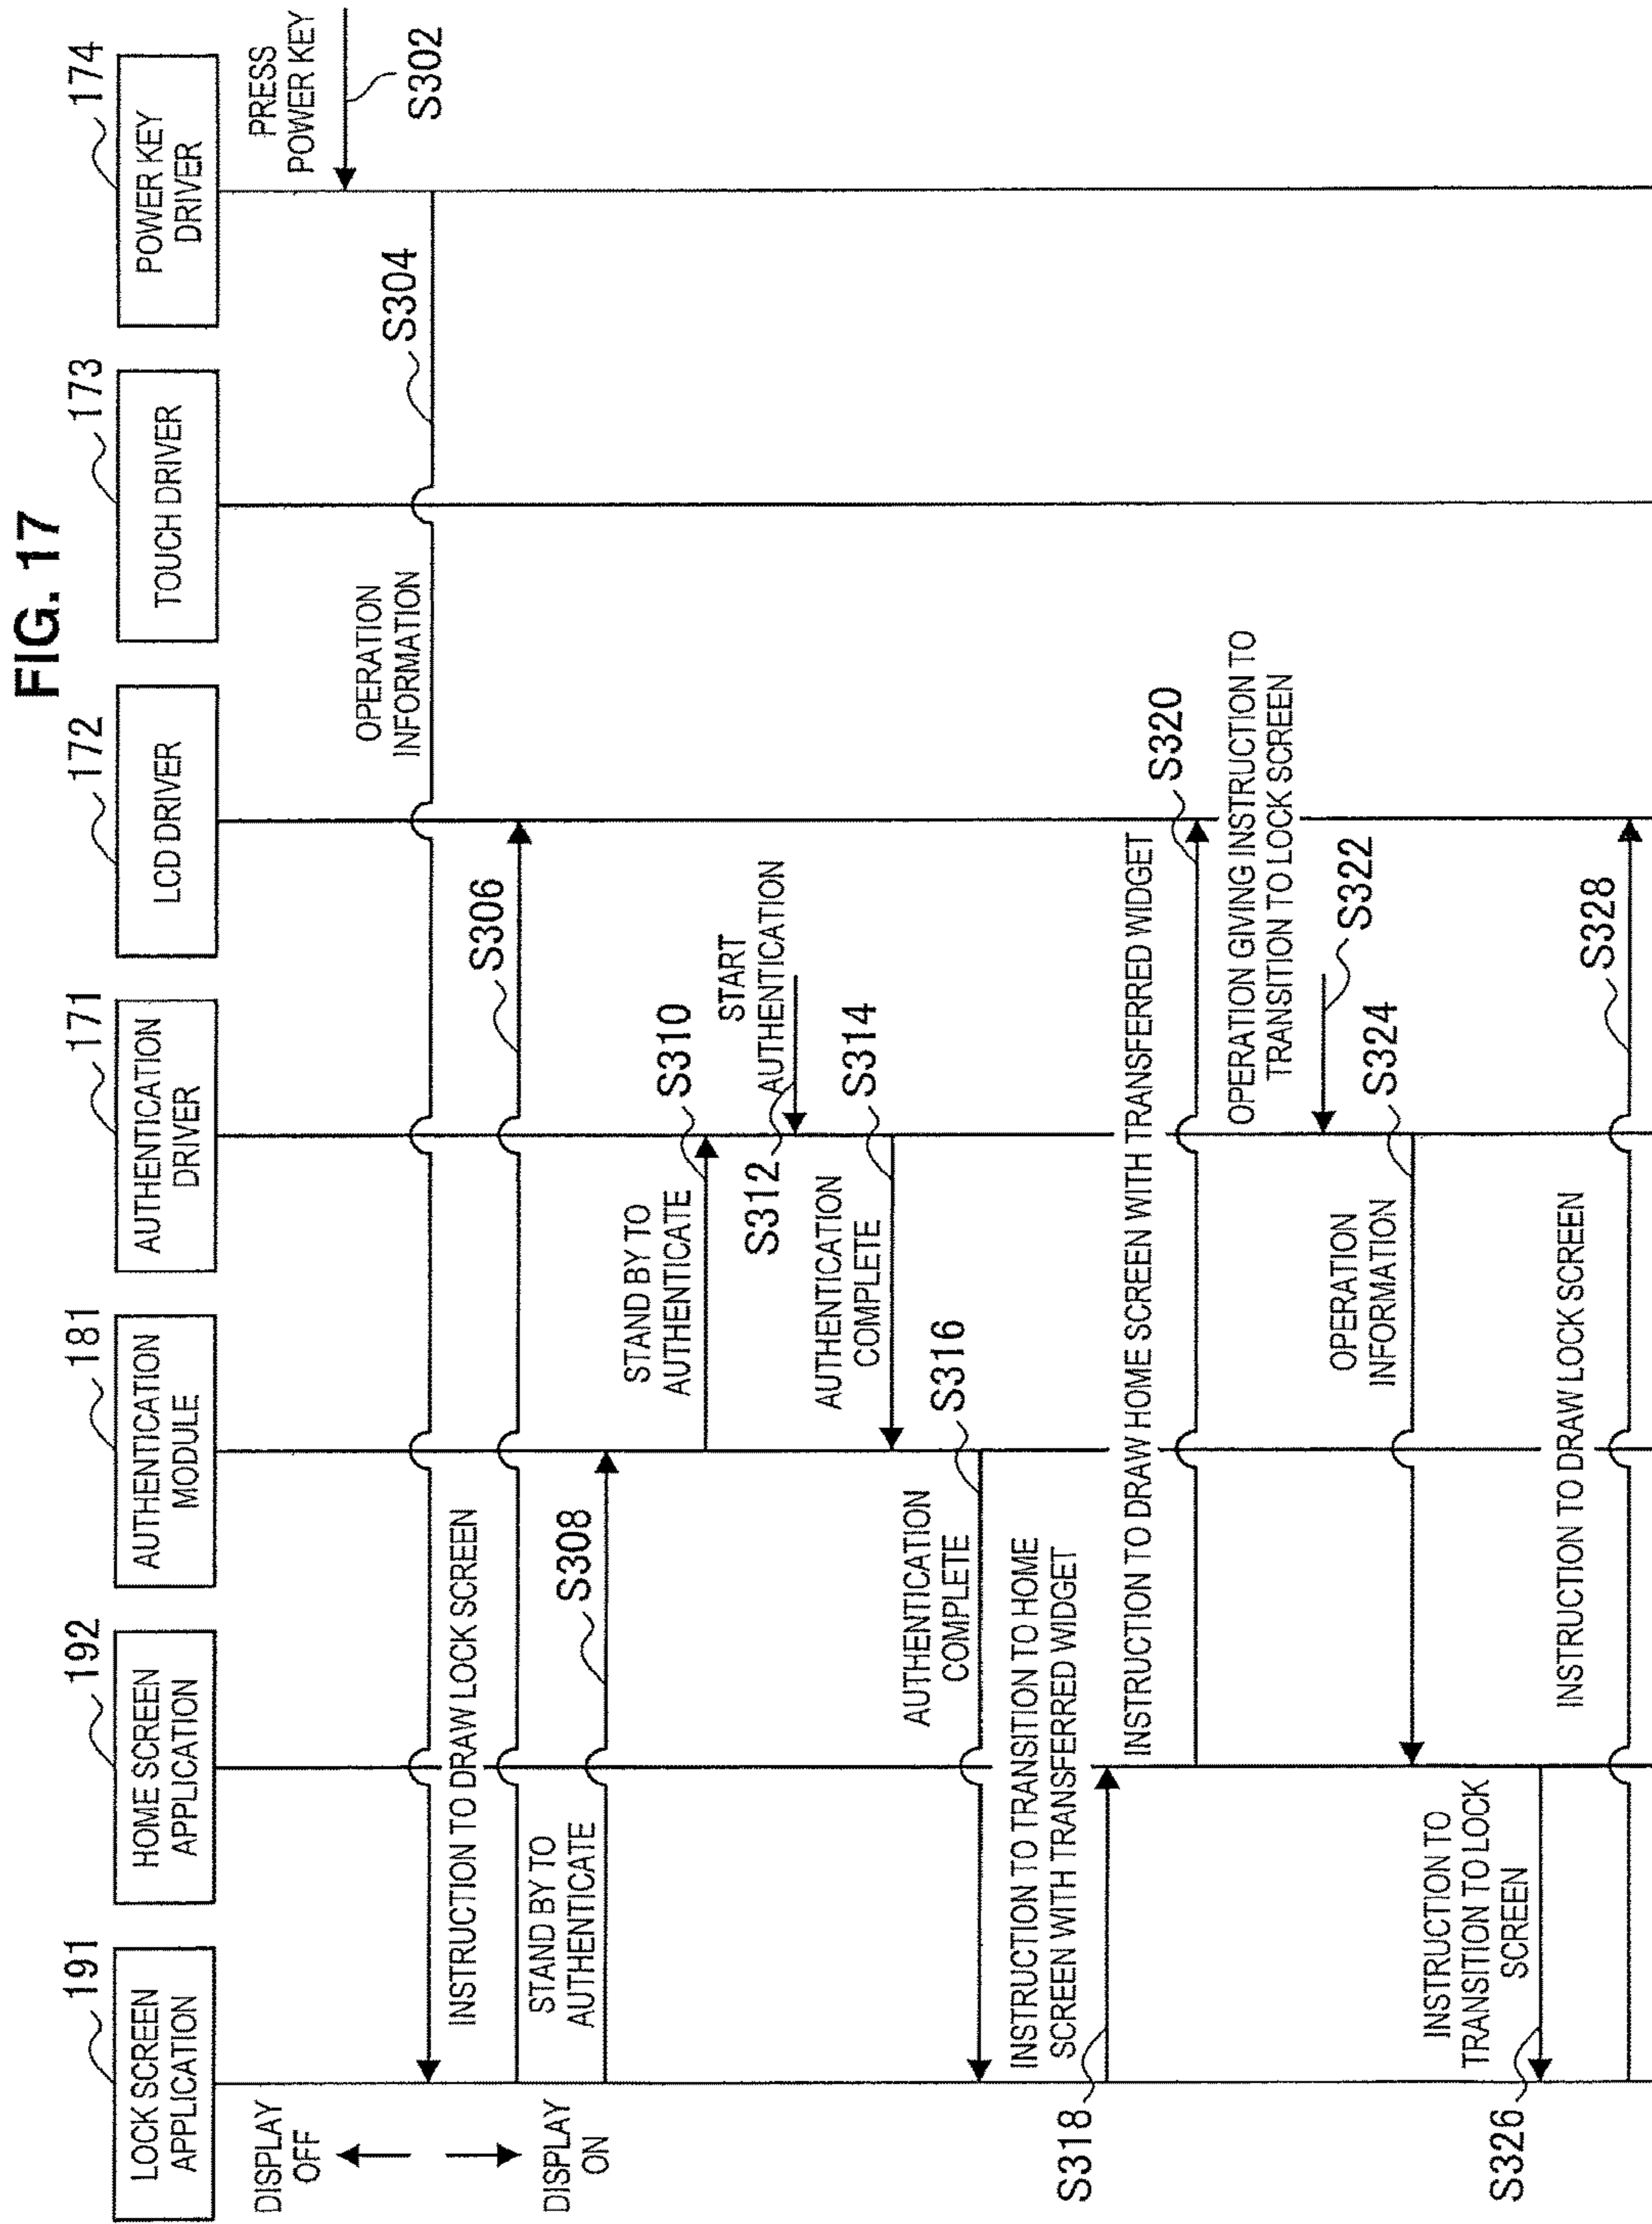 FIG. 17
191
LOCK SCREEN
APPLICATION
192
HOME SCREEN
APPLICATION
181
AUTHENTICATION
MODULE
171
AUTHENTICATION
DRIVER
172
LCD DRIVER
173
TOUCH DRIVER
174
POWER KEY
DRIVER
DISPLAY
OFF
DISPLAY
ON
PRESS
POWER KEY
S302
OPERATION
INFORMATION
S304
INSTRUCTION TO DRAW LOCK SCREEN
S306
STAND BY TO
AUTHENTICATE
S308
STAND BY TO
AUTHENTICATE
S310
START
AUTHENTICATION
S312
AUTHENTICATION
COMPLETE
S314
AUTHENTICATION
COMPLETE
S316
INSTRUCTION TO TRANSITION TO HOME
SCREEN WITH TRANSFERRED WIDGET
S318
INSTRUCTION TO DRAW HOME SCREEN WITH TRANSFERRED WIDGET
S320
OPERATION GIVING INSTRUCTION TO
TRANSITION TO LOCK SCREEN
S322
OPERATION
INFORMATION
S324
INSTRUCTION TO
TRANSITION TO LOCK
SCREEN
S326
INSTRUCTION TO DRAW LOCK SCREEN
S328